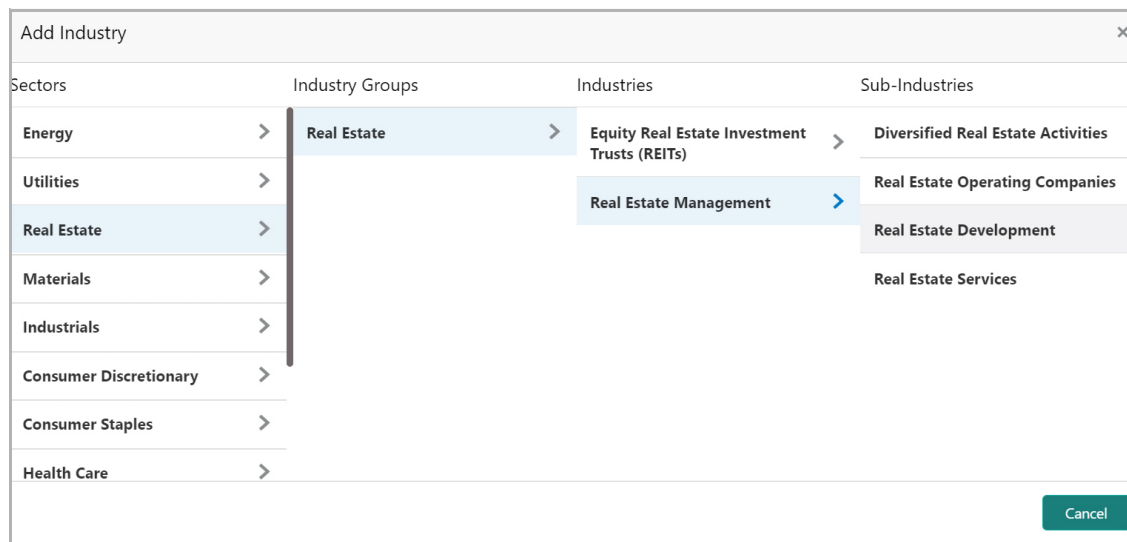 Add Industry
Sectors
Industry Groups
Industries
Sub-Industries
Energy
Real Estate
Equity Real Estate Investment
Trusts (REITs)
Diversified Real Estate Activities
Utilities
Real Estate Management
Real Estate Operating Companies
Real Estate
Real Estate Development
Materials
Real Estate Services
Industrials
Consumer Discretionary
Consumer Staples
Health Care
Cancel